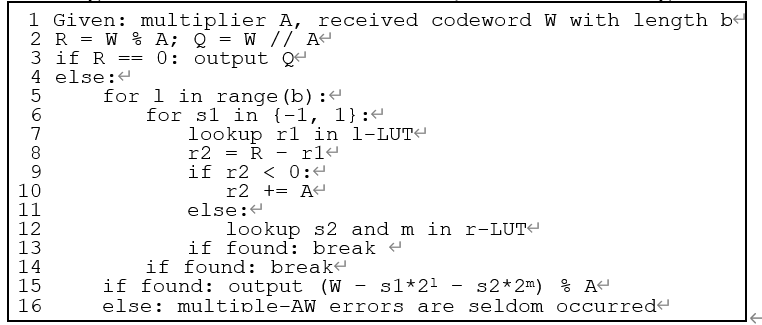 1 Given: multiplier A, received codeword W with length b↵
2 R = W % A; Q = W // A↵
3 if R == 0: output Q↵
4 else:↵
5 for l in range(b):↵
6 for s1 in {-1, 1}:↵
7 lookup r1 in l-LUT↵
8 r2 = R - r1↵
9 if r2 < 0:↵
10 r2 += A↵
11 else:↵
12 lookup s2 and m in r-LUT↵
13 if found: break ↵
14 if found: break↵
15 if found: output (W - s1*2ˡ - s2*2ᵐ) % A↵
16 else: multiple-AW errors are seldom occurred↵
↵